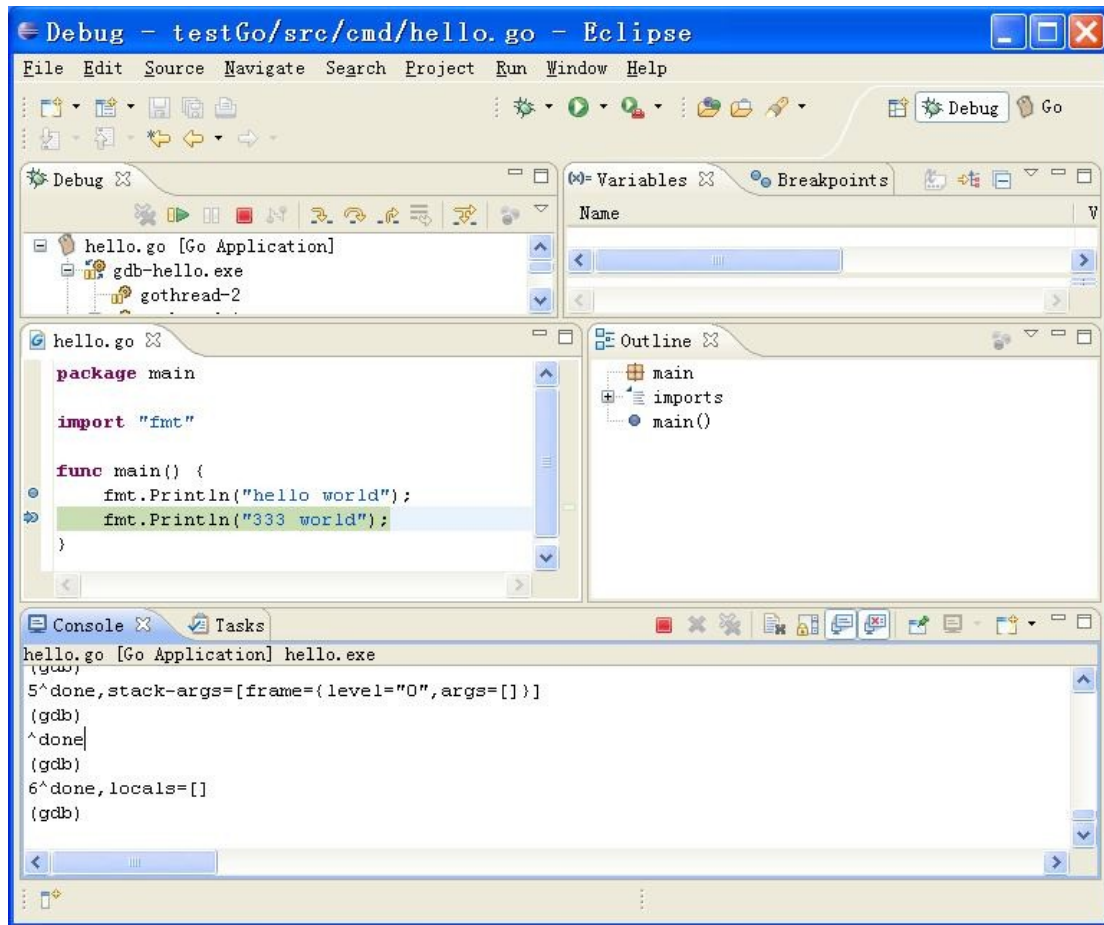 Debug - testGo/src/cmd/hello.go - Eclipse
File Edit Source Navigate Search Project Run Window Help
Debug Go
Debug
Variables Breakpoints
Name V
hello.go [Go Application]
gdb-hello.exe
gothread-2
hello.go
package main
import "fmt"
func main() {
fmt.Println("hello world");
fmt.Println("333 world");
}
Outline
main
imports
main()
Console Tasks
hello.go [Go Application] hello.exe
(gdb)
5^done,stack-args=[frame={level="0",args=[]}]
(gdb)
^done
(gdb)
6^done,locals=[]
(gdb)